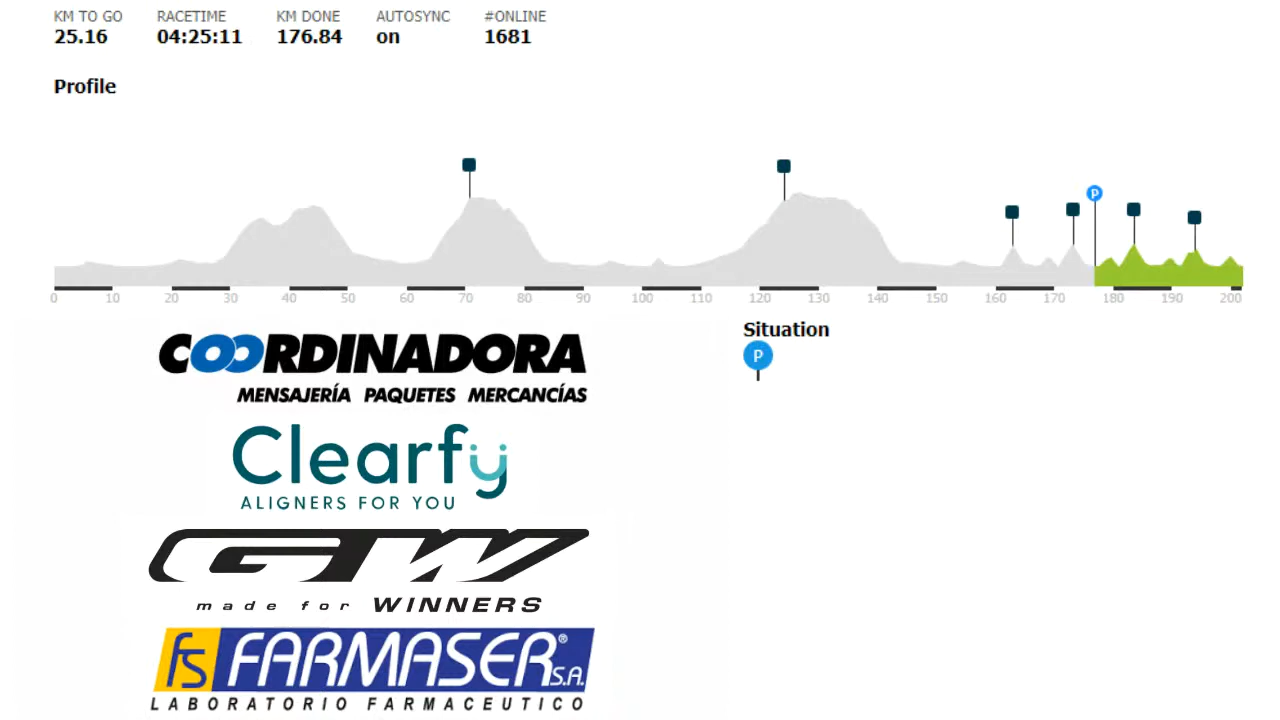 KM TO GO RACETIME KM DONE AUTOSYNC #ONLINE
25.16 04:25:11 176.84 on 1681
Profile
P
0 10 20 30 40 50 60 70 80 90 100 110 120 130 140 150 160 170 180 190 200
Situation
P
COORDINADORA
MENSAJERÍA PAQUETES MERCANCÍAS
Clearfy
ALIGNERS FOR YOU
GW
made for WINNERS
fs FARMASER® S.A.
LABORATORIO FARMACEUTICO